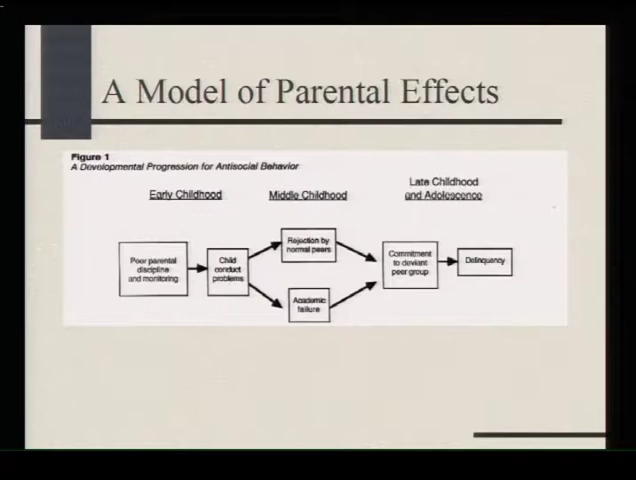 A Model of Parental Effects
Figure 1
A Developmental Progression for Antisocial Behavior
Early Childhood
Middle Childhood
Late Childhood
and Adolescence
Poor parental
discipline
and monitoring
Child
conduct
problems
Rejection by
normal peers
Academic
failure
Commitment
to deviant
peer group
Delinquency